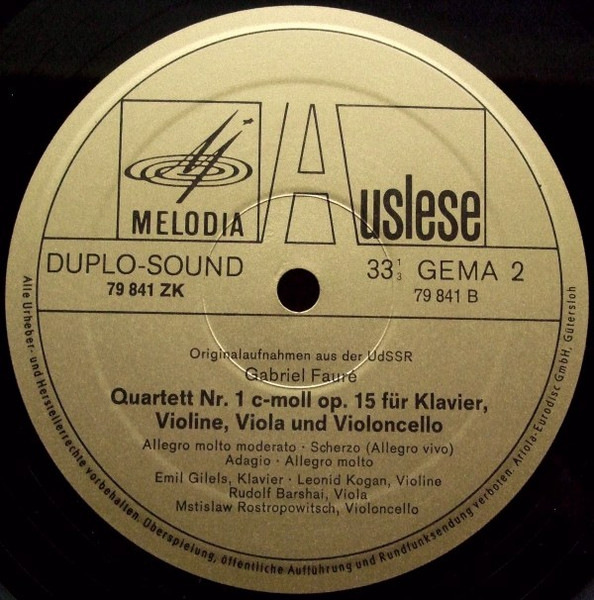 MELODIA
Auslese
DUPLO-SOUND
79 841 ZK
33 1/3 GEMA 2
79 841 B
Originalaufnahmen aus der UdSSR
Gabriel Fauré
Quartett Nr. 1 c-moll op. 15 für Klavier,
Violine, Viola und Violoncello
Allegro molto moderato · Scherzo (Allegro vivo)
Adagio · Allegro molto
Emil Gilels, Klavier · Leonid Kogan, Violine
Rudolf Barshai, Viola
Mstislaw Rostropowitsch, Violoncello
Alle Urheber- und Herstellerrechte vorbehalten. Überspielung, öffentliche Aufführung und Rundfunksendung verboten. Ariola-Eurodisc GmbH, Gütersloh